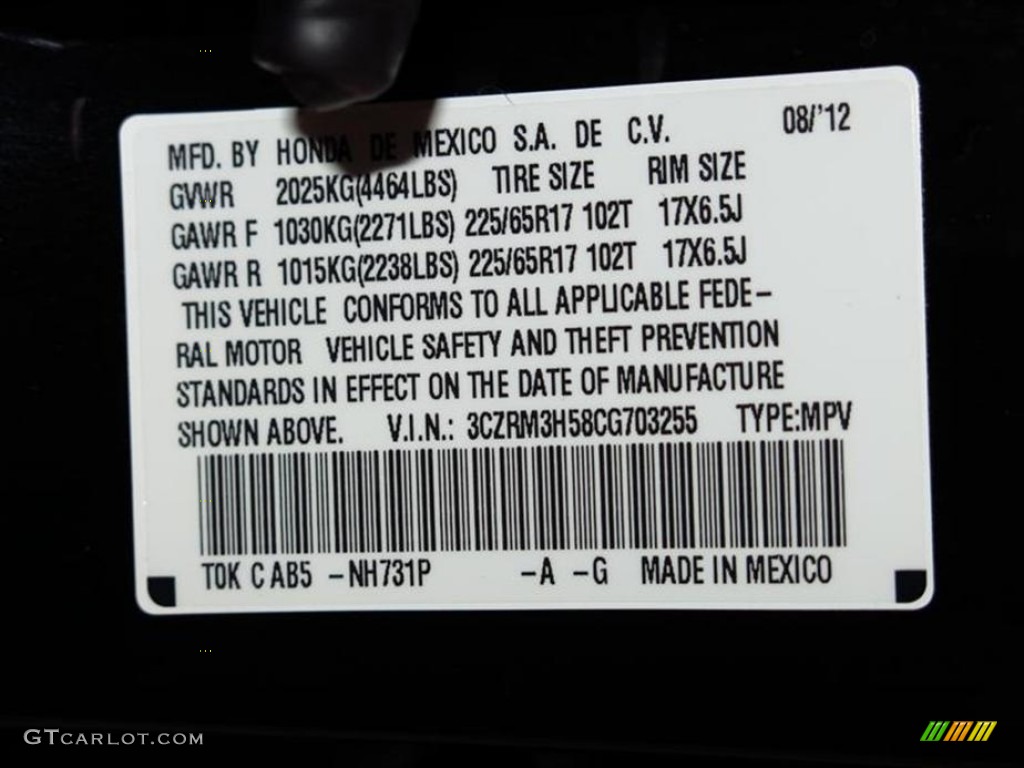 MFD. BY HONDA DE MEXICO S.A. DE C.V. 08/'12
GVWR 2025KG(4464LBS) TIRE SIZE RIM SIZE
GAWR F 1030KG(2271LBS) 225/65R17 102T 17X6.5J
GAWR R 1015KG(2238LBS) 225/65R17 102T 17X6.5J
THIS VEHICLE CONFORMS TO ALL APPLICABLE FEDE–
RAL MOTOR VEHICLE SAFETY AND THEFT PREVENTION
STANDARDS IN EFFECT ON THE DATE OF MANUFACTURE
SHOWN ABOVE. V.I.N.: 3CZRM3H58CG703255 TYPE:MPV
T0K C AB5 –NH731P –A –G MADE IN MEXICO
GTCARLOT.COM